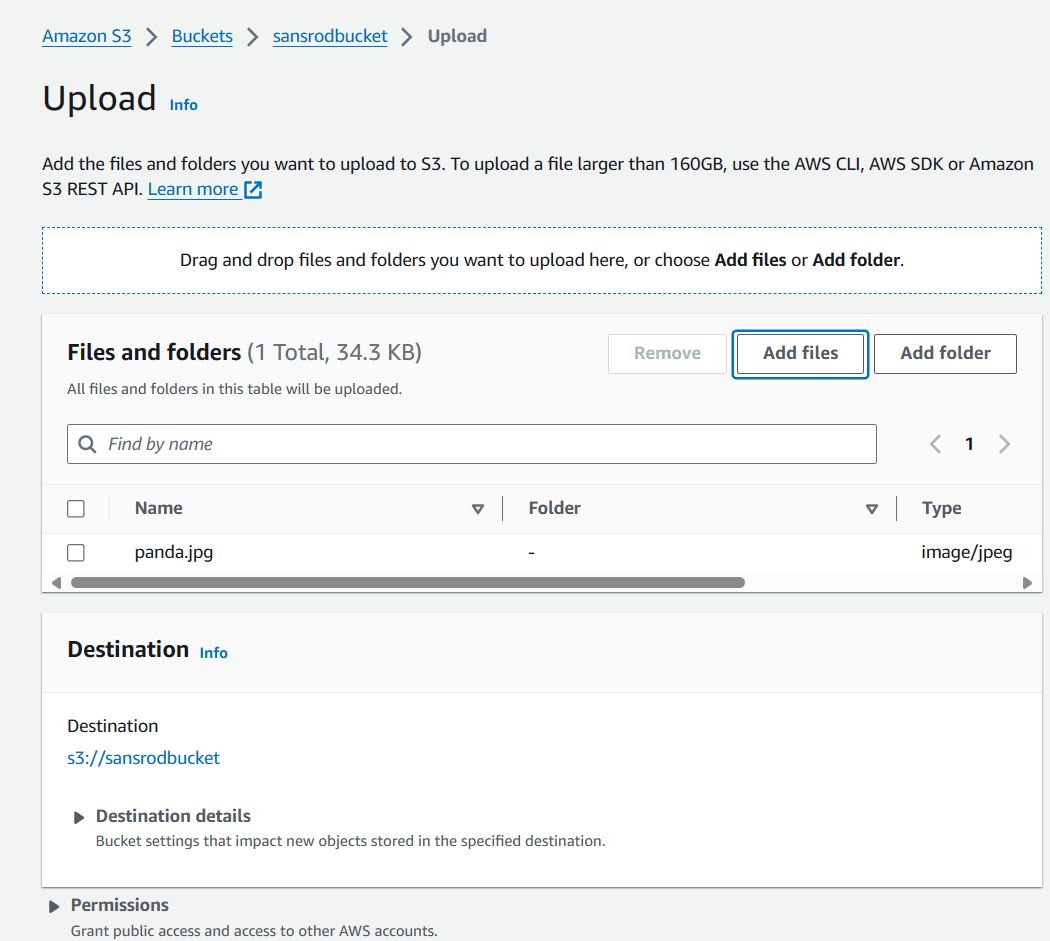 Amazon S3 > Buckets > sansrodbucket > Upload
Upload Info
Add the files and folders you want to upload to S3. To upload a file larger than 160GB, use the AWS CLI, AWS SDK or Amazon
S3 REST API. Learn more
Drag and drop files and folders you want to upload here, or choose Add files or Add folder.
Files and folders (1 Total, 34.3 KB)
Remove
Add files
Add folder
All files and folders in this table will be uploaded.
Find by name
1
Name Folder Type
panda.jpg - image/jpeg
Destination Info
Destination
s3://sansrodbucket
Destination details
Bucket settings that impact new objects stored in the specified destination.
Permissions
Grant public access and access to other AWS accounts.